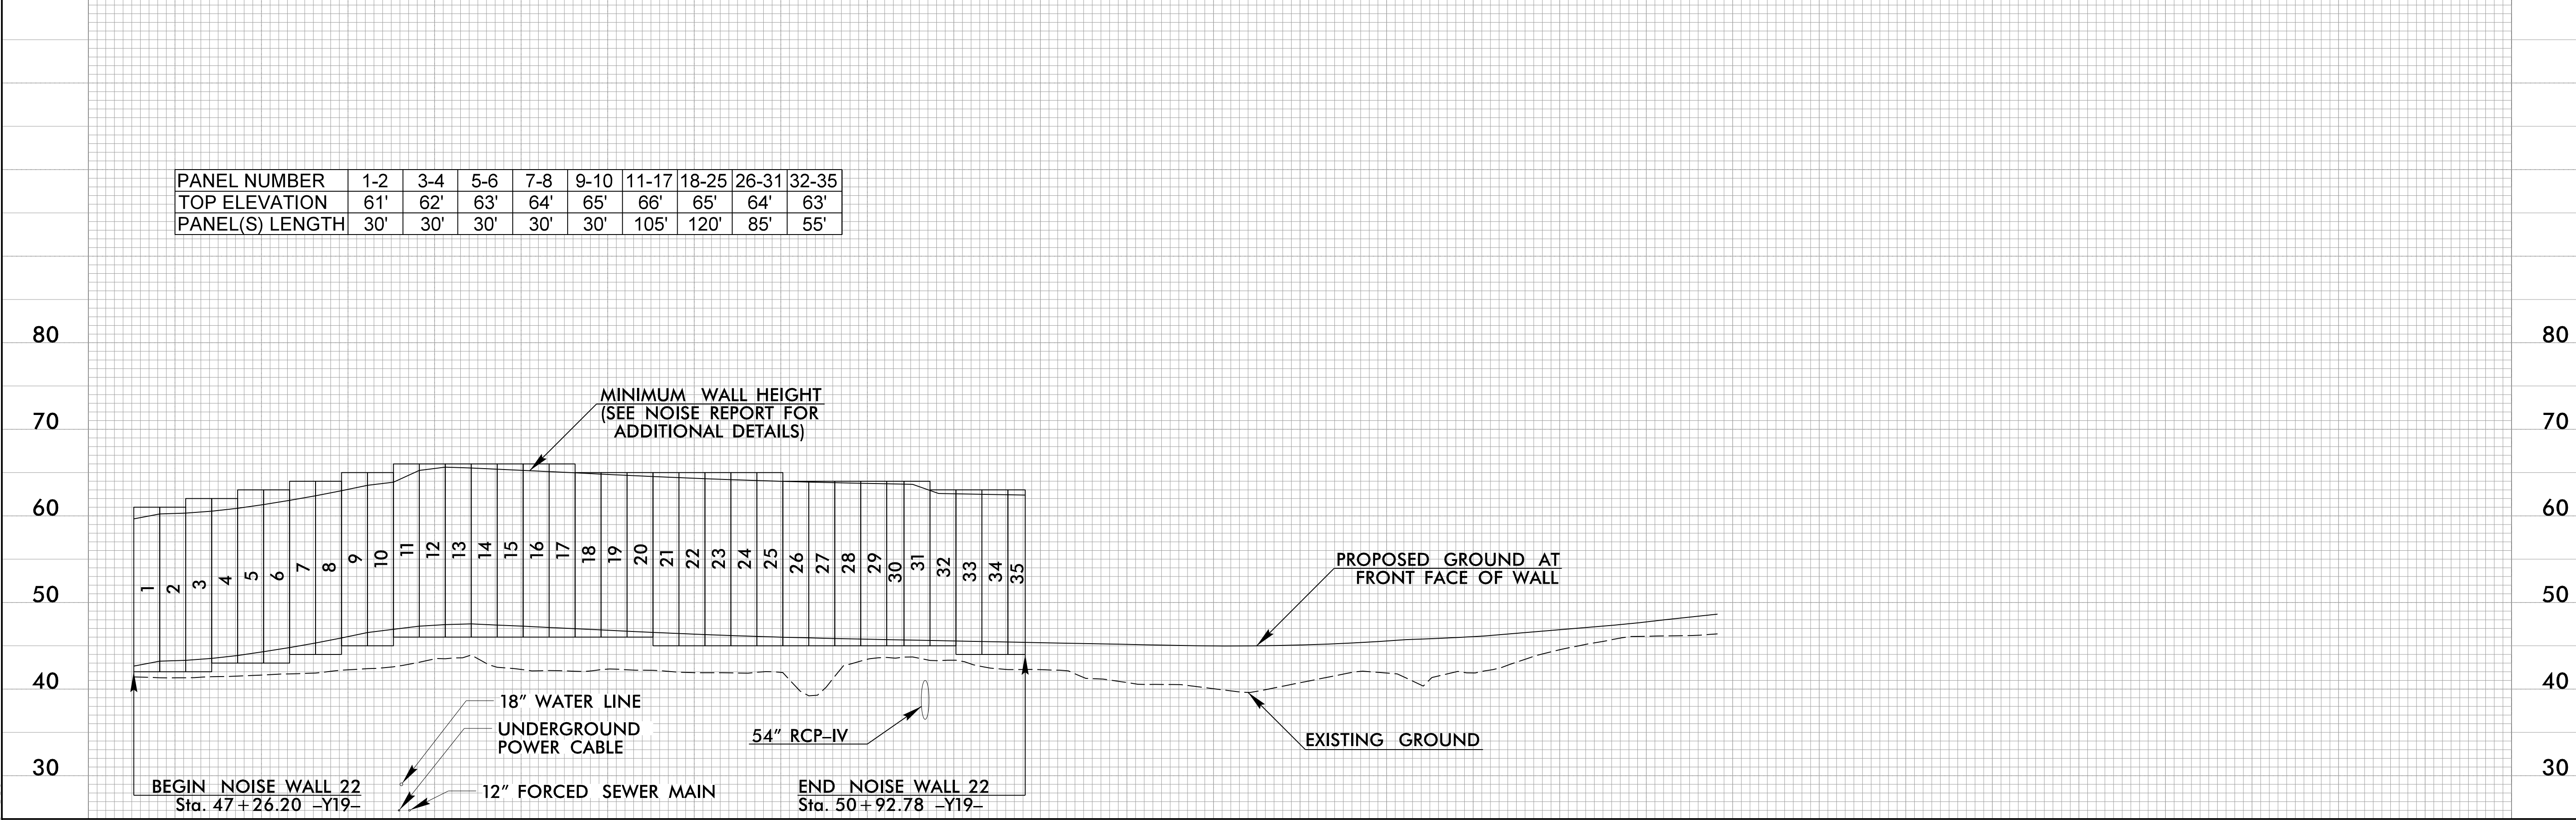 PANEL NUMBER 1-2 3-4 5-6 7-8 9-10 11-17 18-25 26-31 32-35
TOP ELEVATION 61' 62' 63' 64' 65' 66' 65' 64' 63'
PANEL(S) LENGTH 30' 30' 30' 30' 30' 105' 120' 85' 55'
80 80
MINIMUM WALL HEIGHT
(SEE NOISE REPORT FOR
ADDITIONAL DETAILS)
70 70
60 60
1 2 3 4 5 6 7 8 9 10 11 12 13 14 15 16 17 18 19 20 21 22 23 24 25 26 27 28 29 30 31 32 33 34 35
PROPOSED GROUND AT
FRONT FACE OF WALL
50 50
40 40
18" WATER LINE
UNDERGROUND
POWER CABLE
54" RCP-IV
EXISTING GROUND
30 30
BEGIN NOISE WALL 22
Sta. 47+26.20 -Y19-
12" FORCED SEWER MAIN
END NOISE WALL 22
Sta. 50+92.78 -Y19-